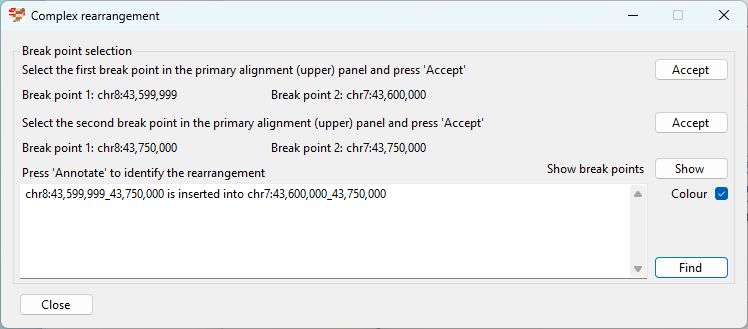 Complex rearrangement
Break point selection
Select the first break point in the primary alignment (upper) panel and press 'Accept'
Accept
Break point 1: chr8:43,599,999 Break point 2: chr7:43,600,000
Select the second break point in the primary alignment (upper) panel and press 'Accept'
Accept
Break point 1: chr8:43,750,000 Break point 2: chr7:43,750,000
Press 'Annotate' to identify the rearrangement
Show break points Show
chr8:43,599,999_43,750,000 is inserted into chr7:43,600,000_43,750,000
Colour
Find
Close